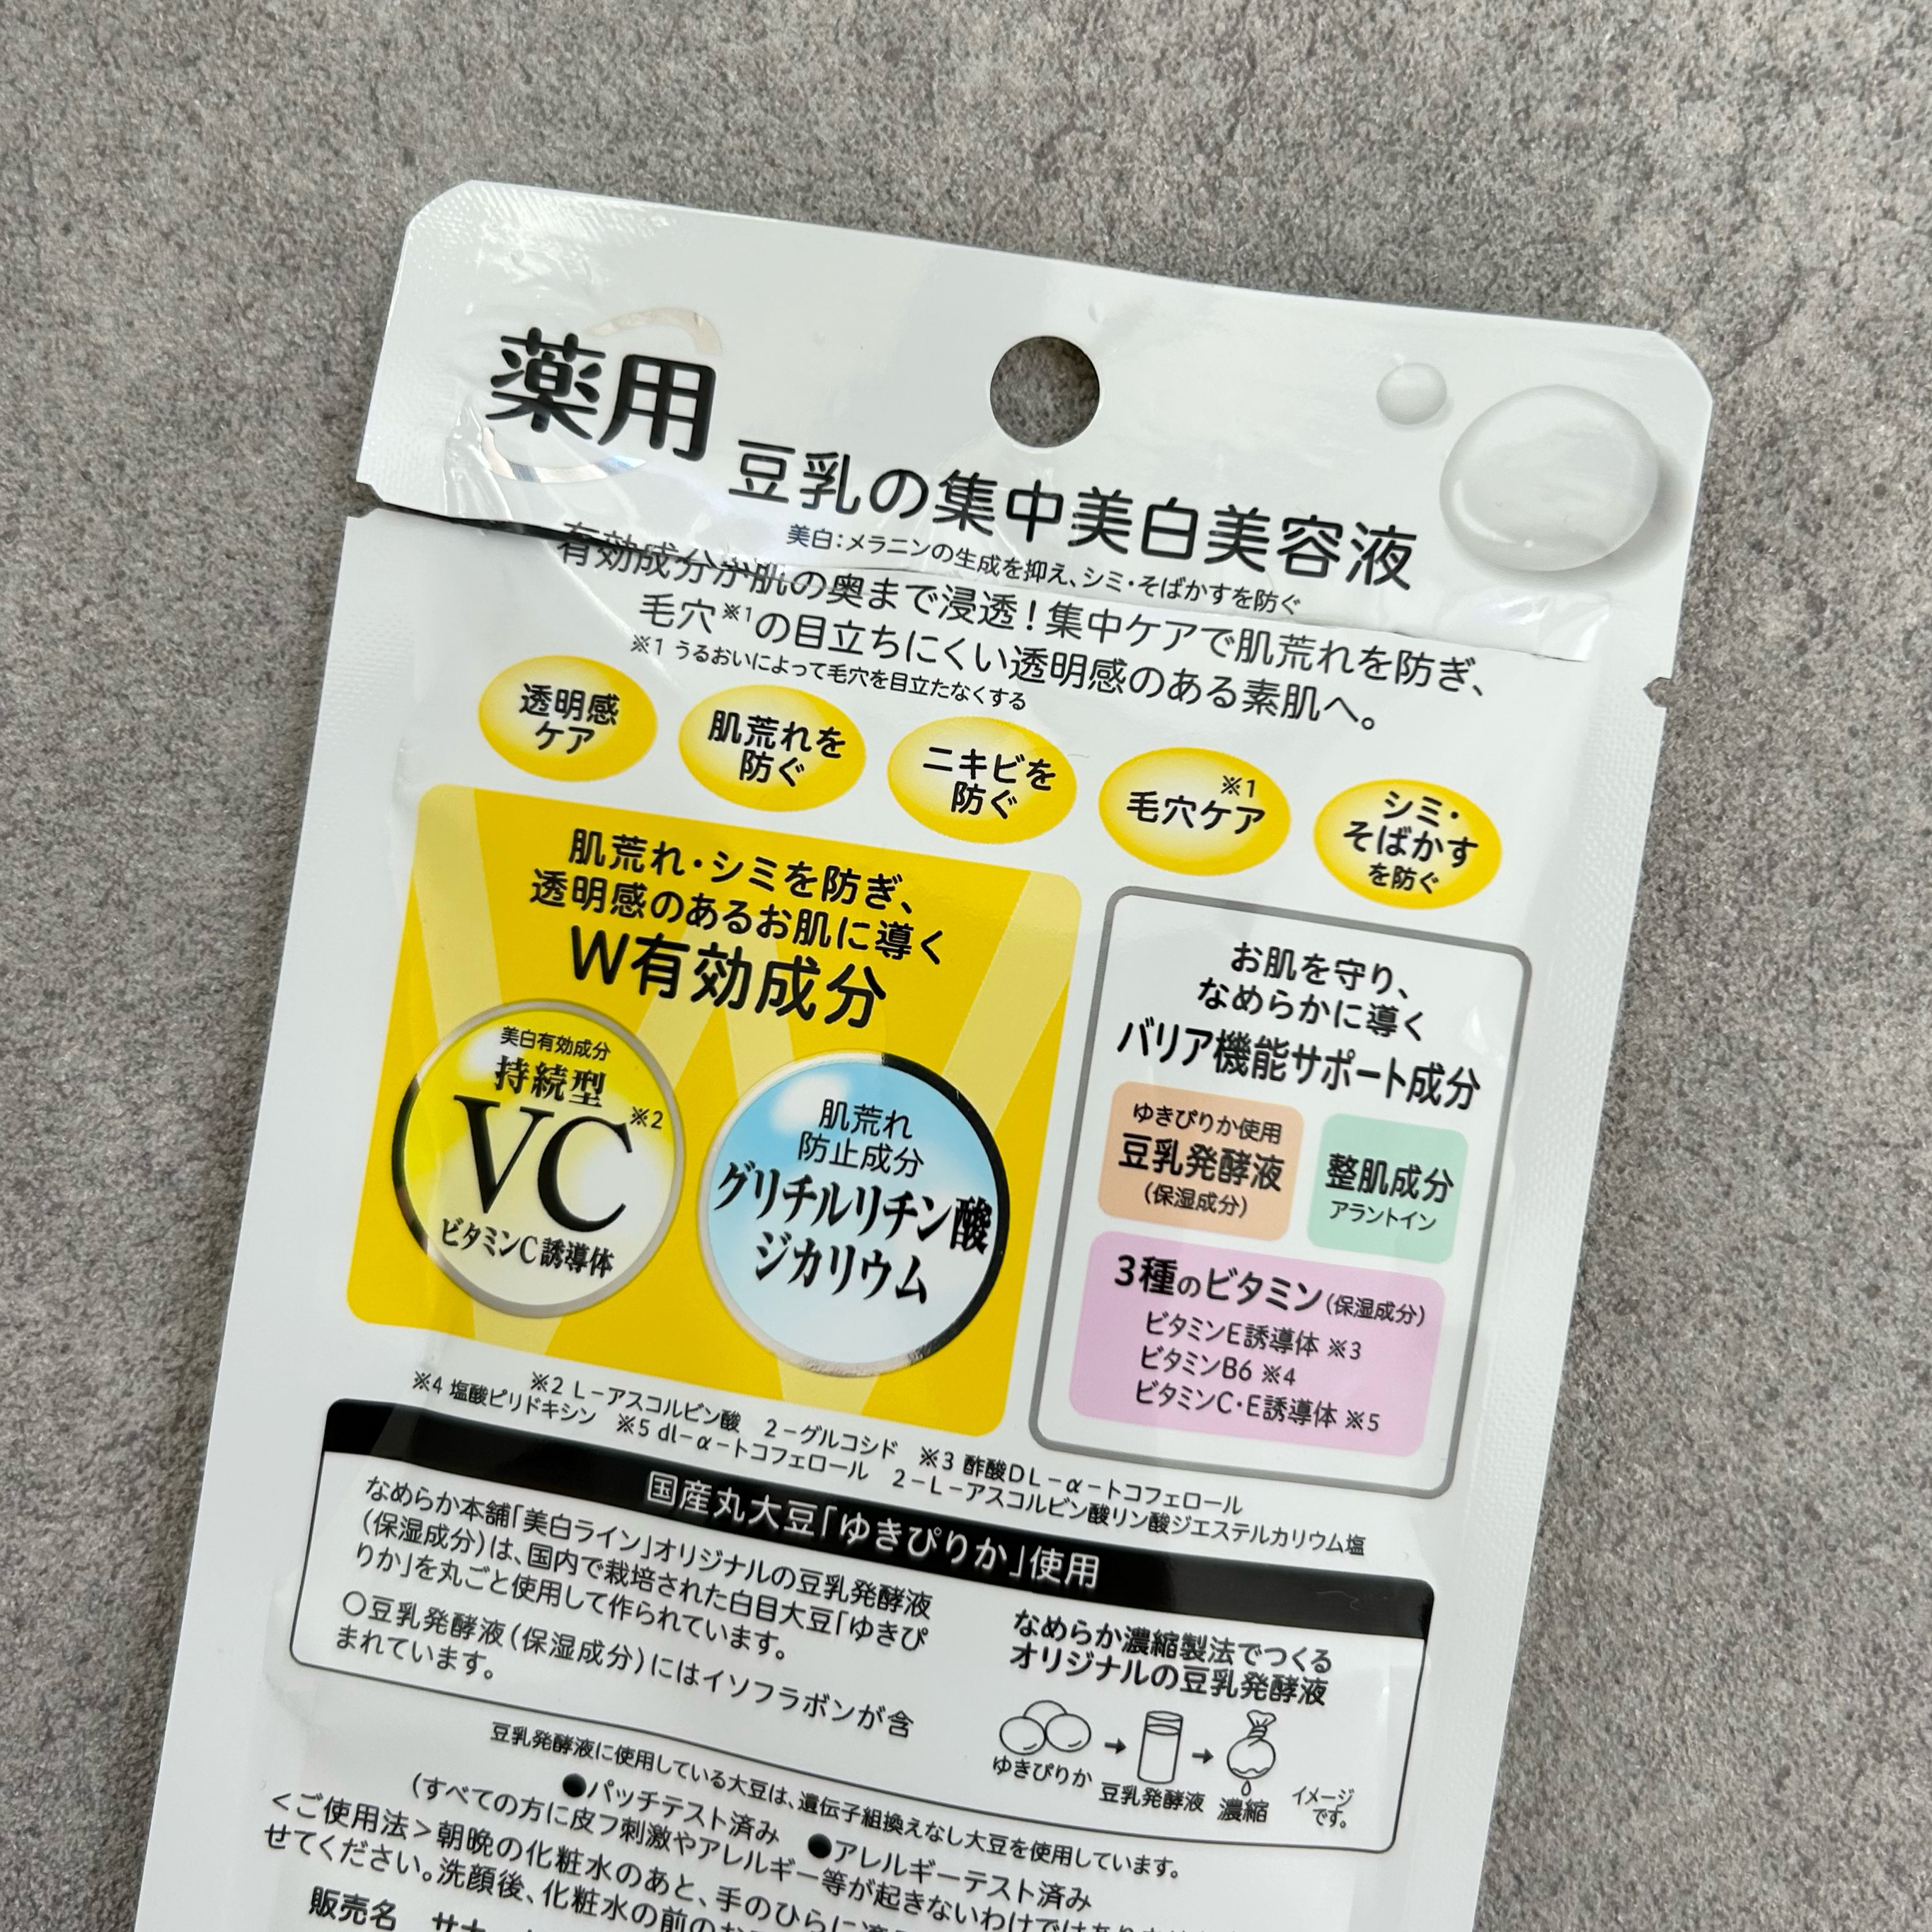 薬用
豆乳の集中美白美容液
美白：メラニンの生成を抑え、シミ・そばかすを防ぐ
有効成分が肌の奥まで浸透！集中ケアで肌荒れを防ぎ、
毛穴※1の目立ちにくい透明感のある素肌へ。
※1 うるおいによって毛穴を目立たなくする
透明感
ケア
肌荒れを
防ぐ
ニキビを
防ぐ
※1
毛穴ケア
シミ・
そばかす
を防ぐ
肌荒れ・シミを防ぎ、
透明感のあるお肌に導く
W有効成分
美白有効成分
持続型
VC※2
ビタミンC誘導体
肌荒れ
防止成分
グリチルリチン酸
ジカリウム
お肌を守り、
なめらかに導く
バリア機能サポート成分
ゆきぴりか使用
豆乳発酵液
(保湿成分)
整肌成分
アラントイン
3種のビタミン(保湿成分)
ビタミンE誘導体 ※3
ビタミンB6 ※4
ビタミンC・E誘導体 ※5
※2 L－アスコルビン酸 2－グルコシド ※3 酢酸DL－α－トコフェロール
※4 塩酸ピリドキシン ※5 dl－α－トコフェロール 2－L－アスコルビン酸リン酸ジエステルカリウム塩
国産丸大豆「ゆきぴりか」使用
なめらか本舗「美白ライン」オリジナルの豆乳発酵液
(保湿成分)は、国内で栽培された白目大豆「ゆきぴ
りか」を丸ごと使用して作られています。
○豆乳発酵液(保湿成分)にはイソフラボンが含
まれています。
なめらか濃縮製法でつくる
オリジナルの豆乳発酵液
ゆきぴりか
豆乳発酵液
濃縮
イメージ
です。
豆乳発酵液に使用している大豆は、遺伝子組換えなし大豆を使用しています。
●パッチテスト済み ●アレルギーテスト済み
(すべての方に皮フ刺激やアレルギー等が起きないわけではありません
<ご使用法>朝晩の化粧水のあと、手のひらに適
せてください。洗顔後、化粧水の前のお
販売名 サナ